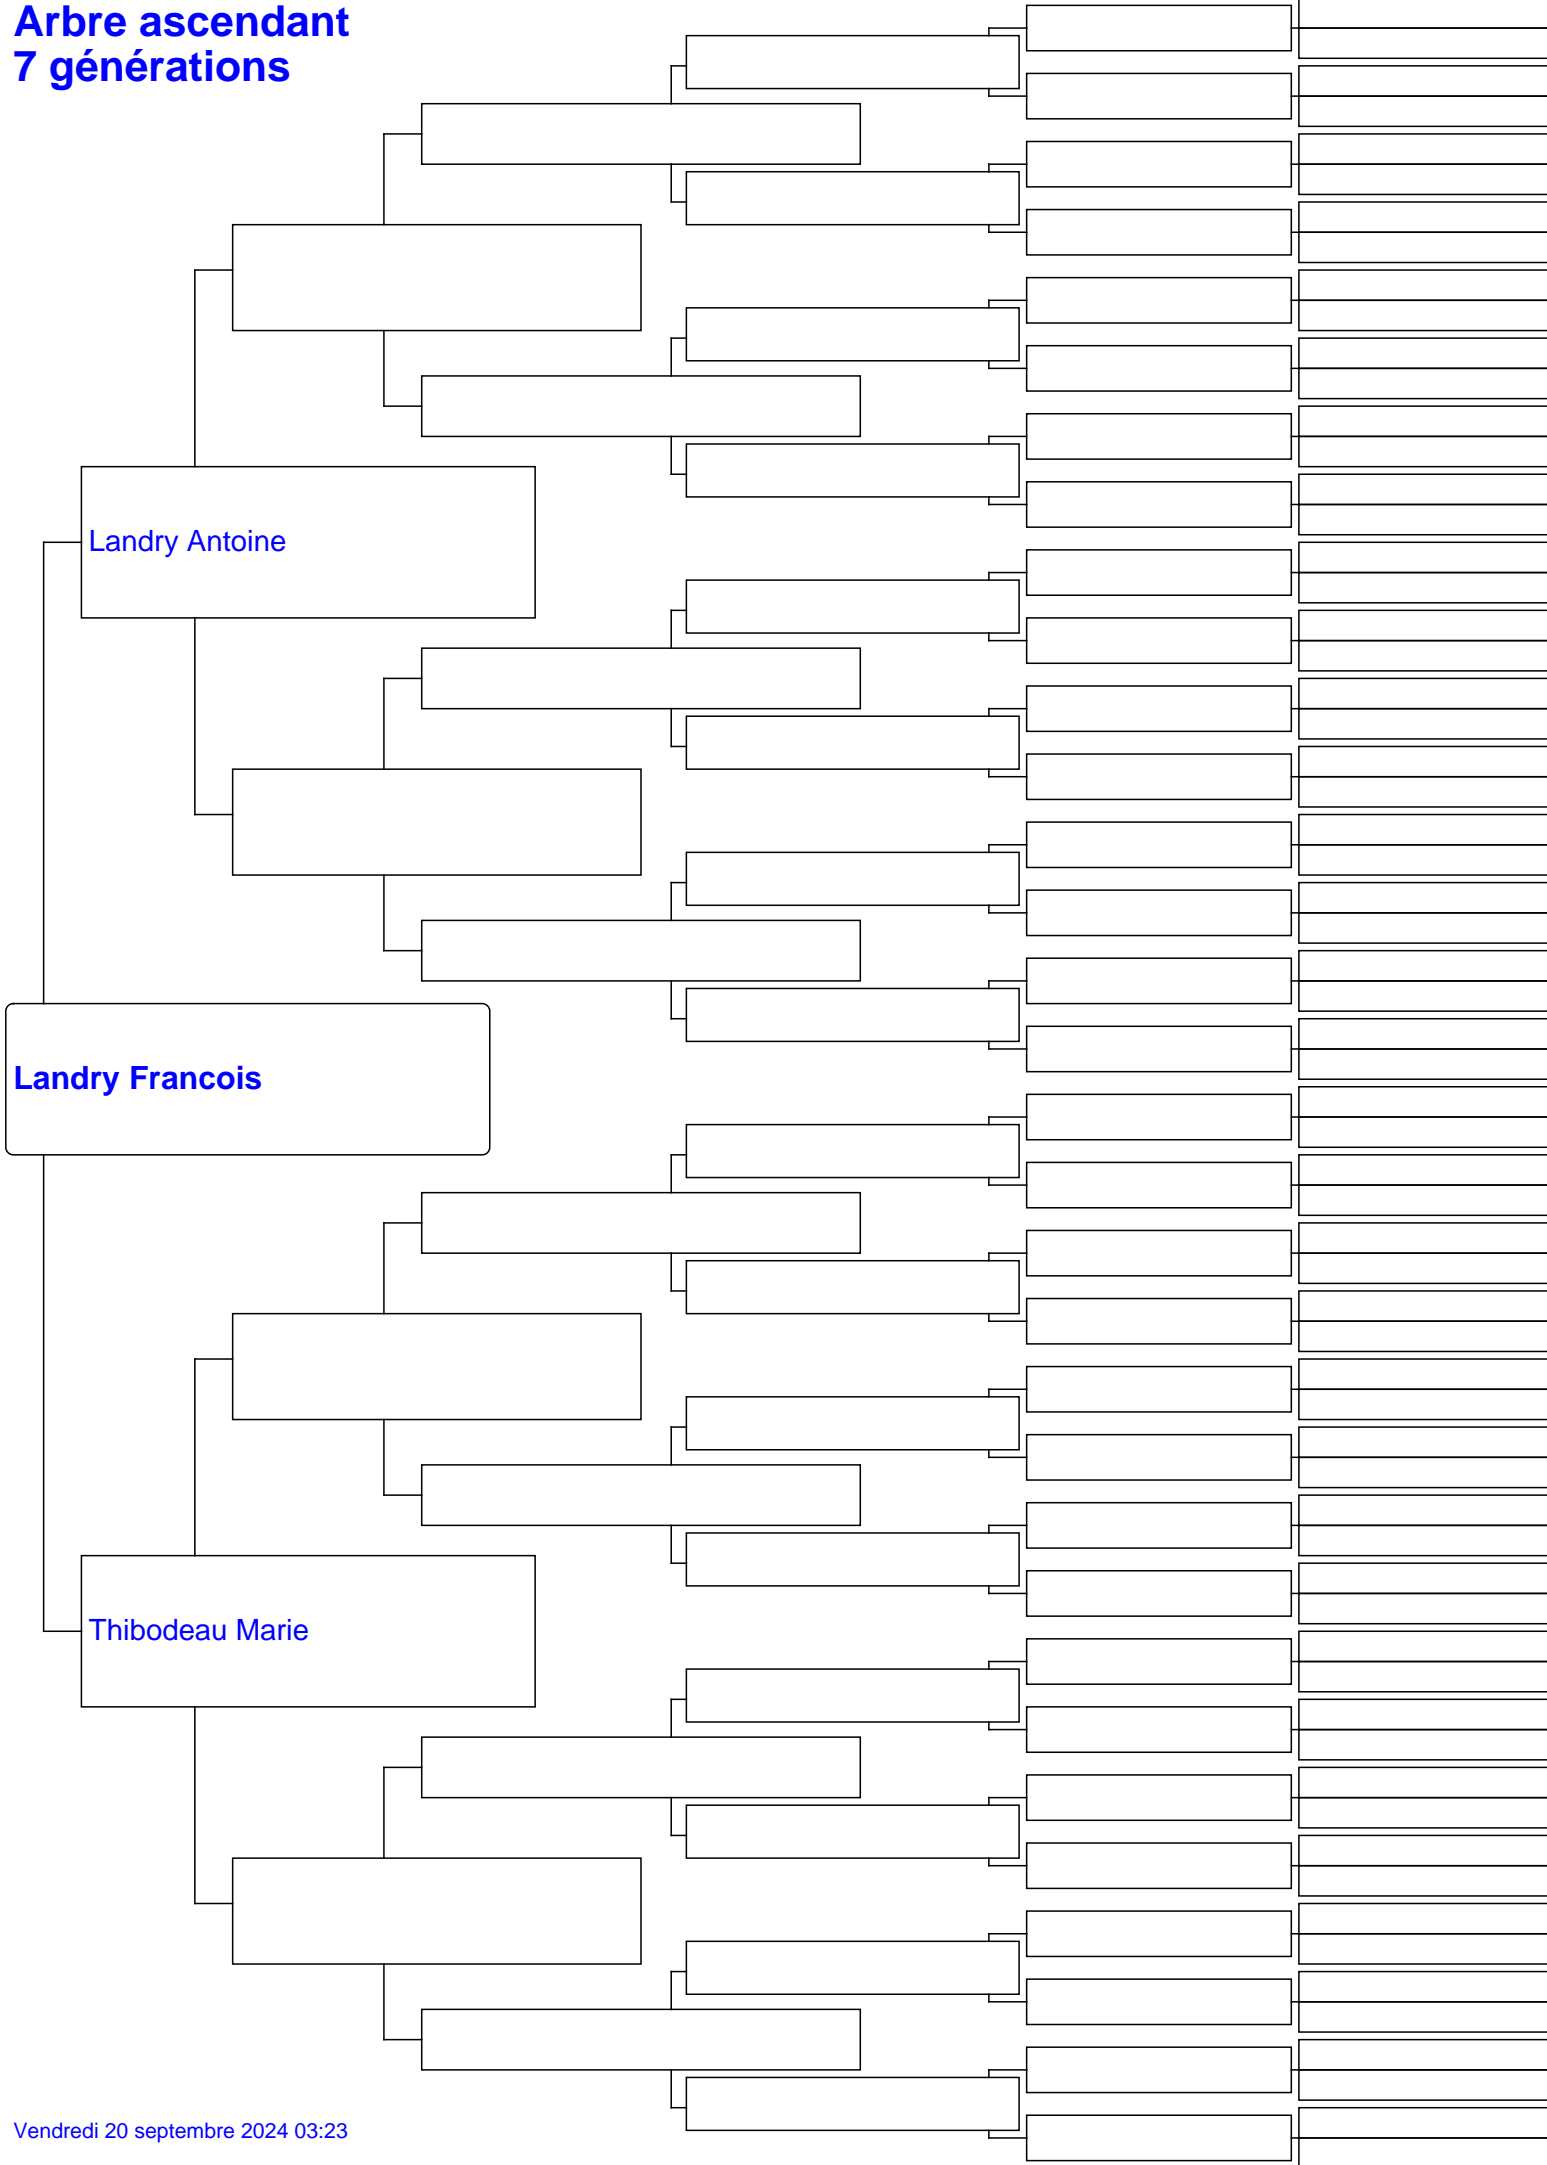 Arbre ascendant
7 générations
Landry Antoine
Landry Francois
Thibodeau Marie
Vendredi 20 septembre 2024 03:23